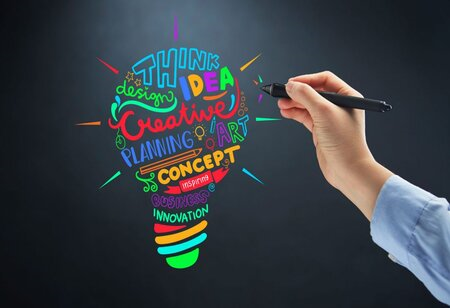 THINK
design
IDEA
Creative
ART
PLANNING
CONCEPT
inspiring
BUSINESS
INNOVATION